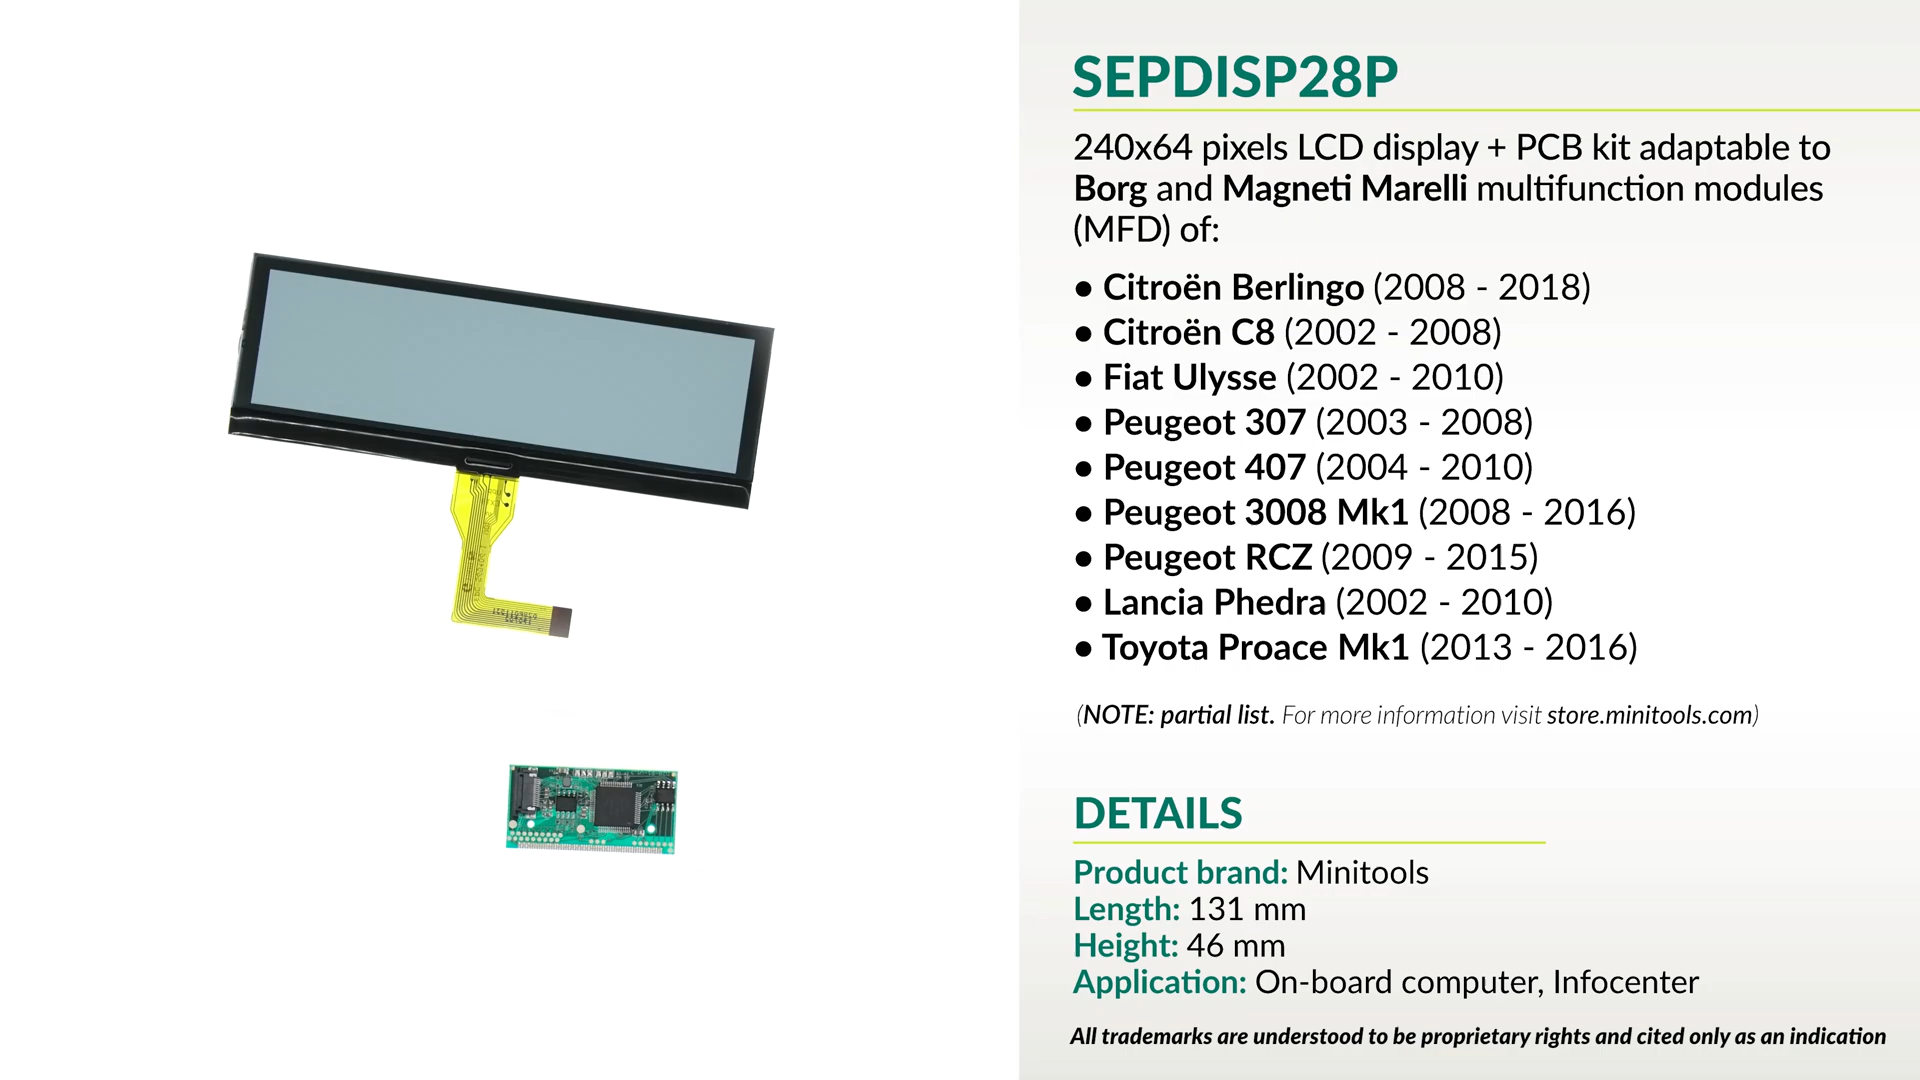 SEPDISP28P
240x64 pixels LCD display + PCB kit adaptable to
Borg and Magneti Marelli multifunction modules
(MFD) of:
● Citroën Berlingo (2008 - 2018)
● Citroën C8 (2002 - 2008)
● Fiat Ulysse (2002 - 2010)
● Peugeot 307 (2003 - 2008)
● Peugeot 407 (2004 - 2010)
● Peugeot 3008 Mk1 (2008 - 2016)
● Peugeot RCZ (2009 - 2015)
● Lancia Phedra (2002 - 2010)
● Toyota Proace Mk1 (2013 - 2016)
(NOTE: partial list. For more information visit store.minitools.com)
DETAILS
Product brand: Minitools
Length: 131 mm
Height: 46 mm
Application: On-board computer, Infocenter
All trademarks are understood to be proprietary rights and cited only as an indication